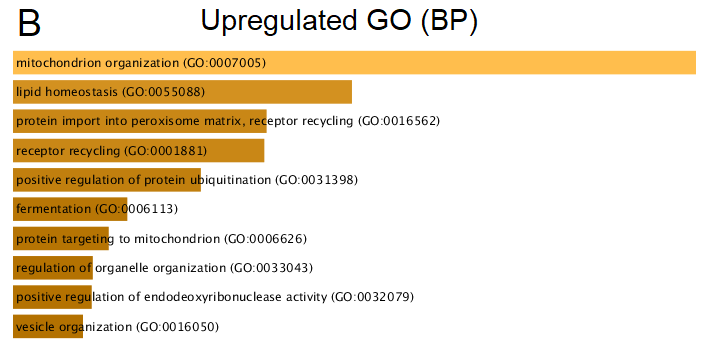 B
Upregulated GO (BP)
mitochondrion organization (GO:0007005)
lipid homeostasis (GO:0055088)
protein import into peroxisome matrix, receptor recycling (GO:0016562)
receptor recycling (GO:0001881)
positive regulation of protein ubiquitination (GO:0031398)
fermentation (GO:0006113)
protein targeting to mitochondrion (GO:0006626)
regulation of organelle organization (GO:0033043)
positive regulation of endodeoxyribonuclease activity (GO:0032079)
vesicle organization (GO:0016050)